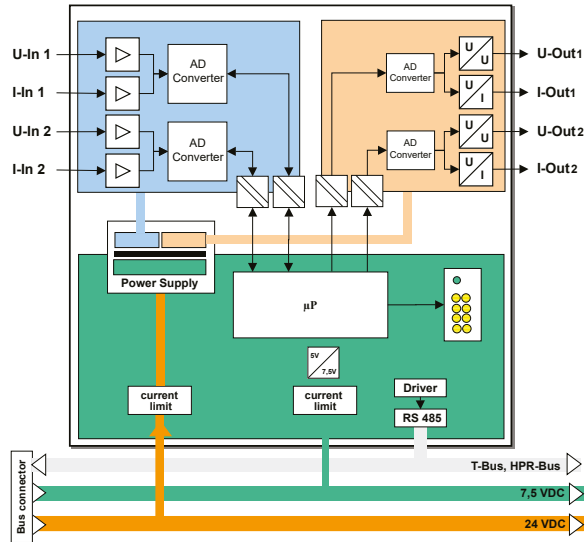 U-In 1
I-In 1
U-In 2
I-In 2
AD
Converter
AD
Converter
AD
Converter
AD
Converter
U
U
U
I
U
U
U
I
U-Out1
I-Out1
U-Out2
I-Out2
Power Supply
µP
5V
7,5V
current
limit
current
limit
Driver
RS 485
Bus connector
T-Bus, HPR-Bus
7,5 VDC
24 VDC